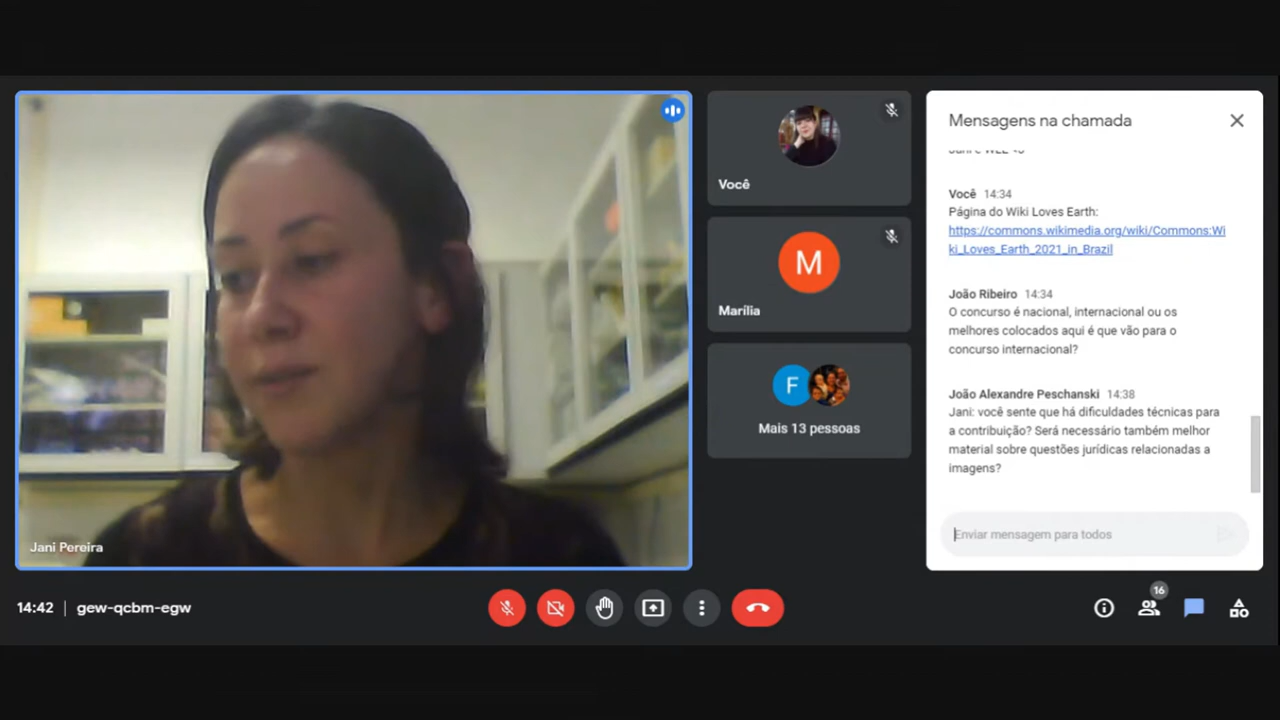 Mensagens na chamada
Você 14:34
Página do Wiki Loves Earth:
https://commons.wikimedia.org/wiki/Commons:Wi
ki_Loves_Earth_2021_in_Brazil
João Ribeiro 14:34
O concurso é nacional, internacional ou os
melhores colocados aqui é que vão para o
concurso internacional?
João Alexandre Peschanski 14:38
Jani: você sente que há dificuldades técnicas para
a contribuição? Será necessário também melhor
material sobre questões jurídicas relacionadas a
imagens?
Enviar mensagem para todos
Você
M
Marília
F
Mais 13 pessoas
Jani Pereira
14:42 | gew-qcbm-egw
16